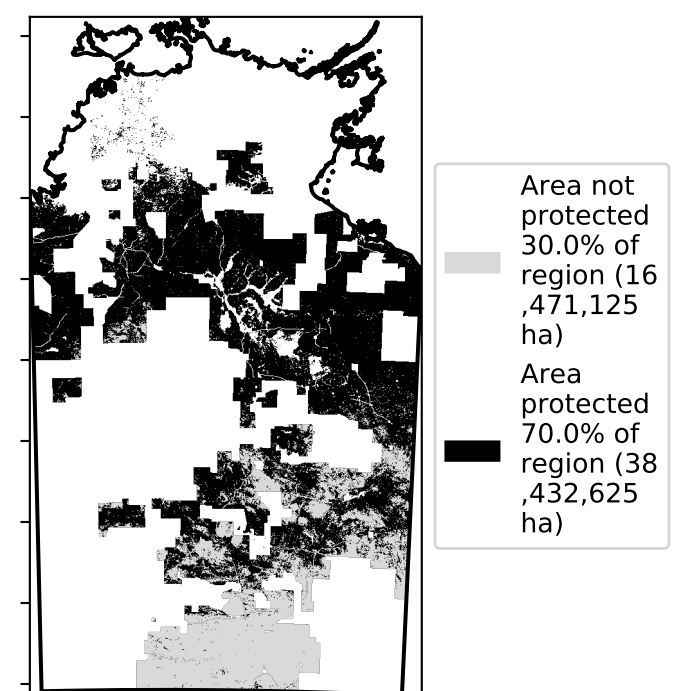 Area not
protected
30.0% of
region (16
,471,125
ha)
Area
protected
70.0% of
region (38
,432,625
ha)